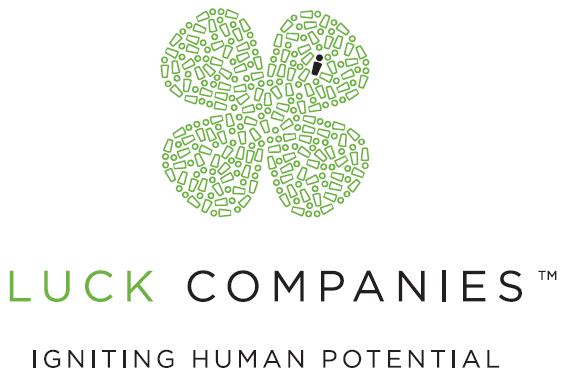 LUCK COMPANIES™
IGNITING HUMAN POTENTIAL